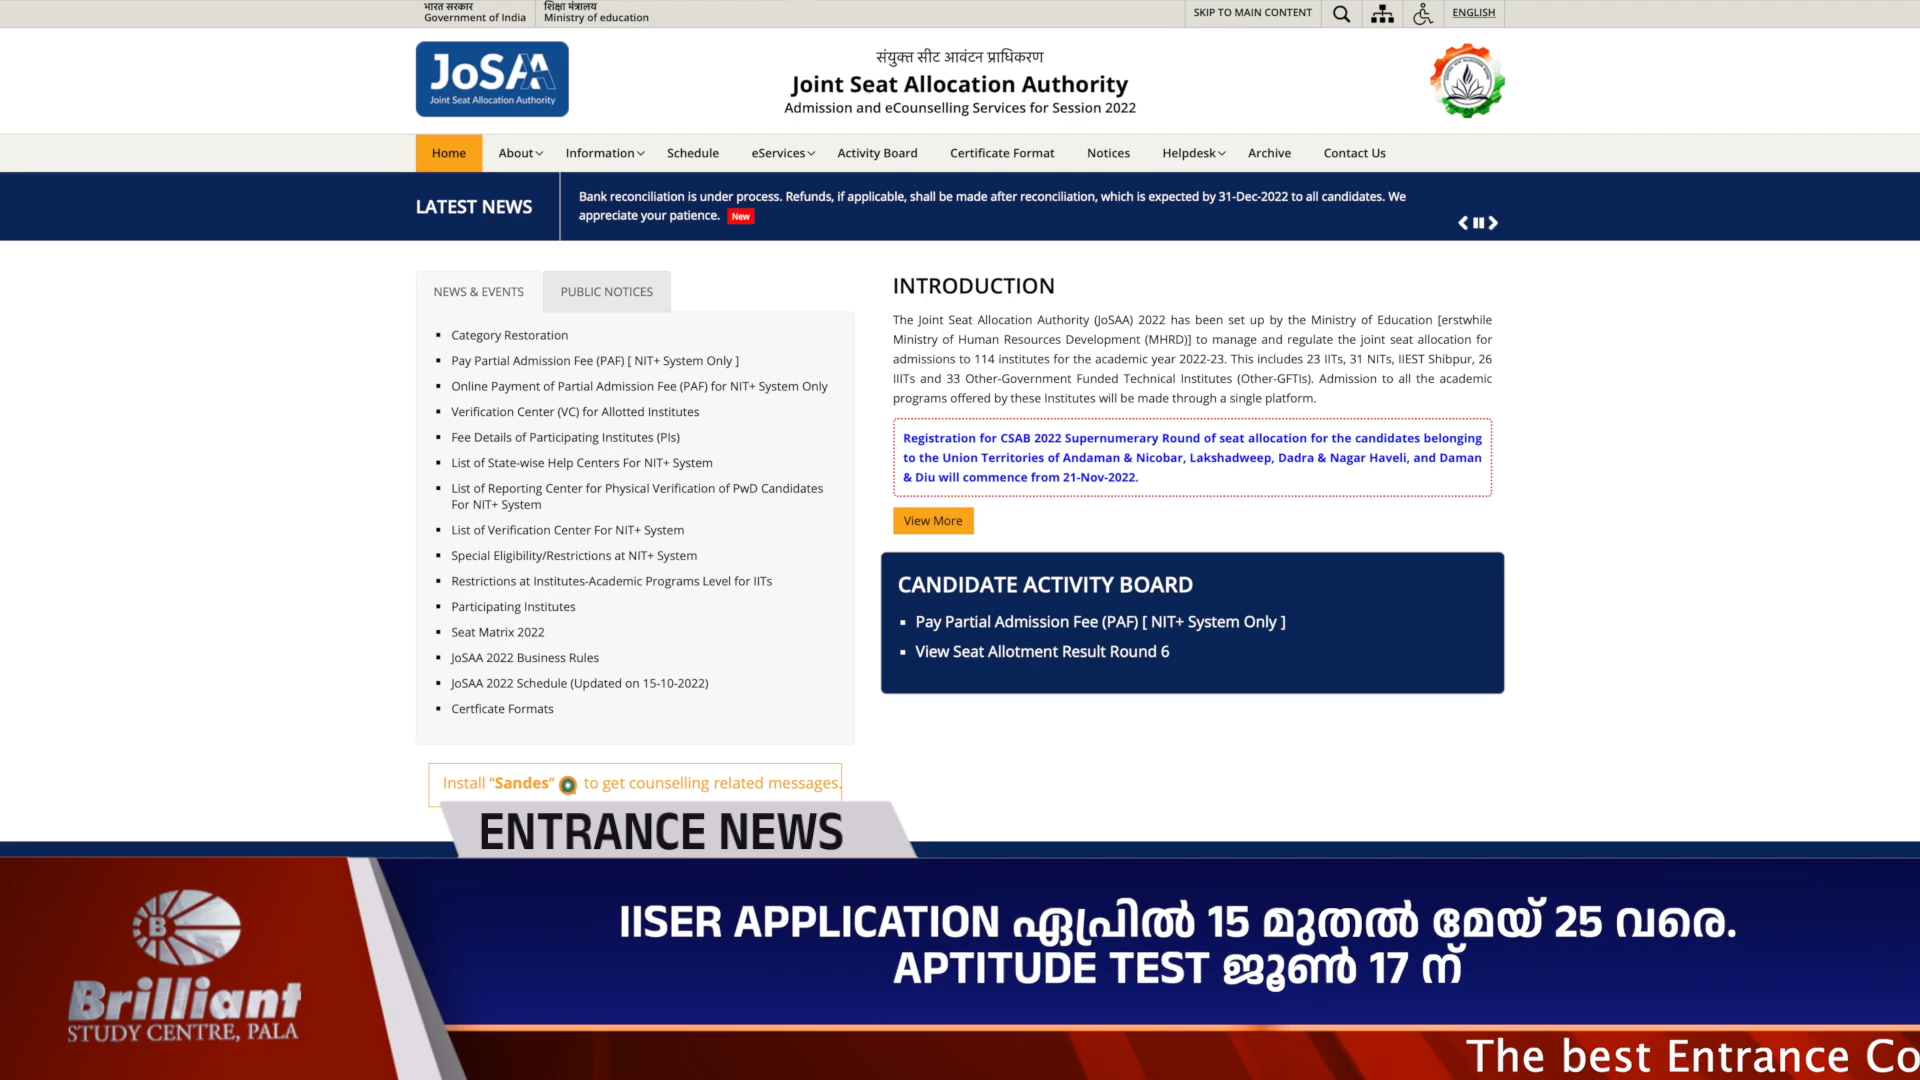 भारत सरकार
Government of India
शिक्षा मंत्रालय
Ministry of education
SKIP TO MAIN CONTENT
ENGLISH
JoSAA
Joint Seat Allocation Authority
संयुक्त सीट आवंटन प्राधिकरण
Joint Seat Allocation Authority
Admission and eCounselling Services for Session 2022
Home About Information Schedule eServices Activity Board Certificate Format Notices Helpdesk Archive Contact Us
LATEST NEWS
Bank reconciliation is under process. Refunds, if applicable, shall be made after reconciliation, which is expected by 31-Dec-2022 to all candidates. We
appreciate your patience. New
NEWS & EVENTS
PUBLIC NOTICES
Category Restoration
Pay Partial Admission Fee (PAF) [ NIT+ System Only ]
Online Payment of Partial Admission Fee (PAF) for NIT+ System Only
Verification Center (VC) for Allotted Institutes
Fee Details of Participating Institutes (PIs)
List of State-wise Help Centers For NIT+ System
List of Reporting Center for Physical Verification of PwD Candidates
For NIT+ System
List of Verification Center For NIT+ System
Special Eligibility/Restrictions at NIT+ System
Restrictions at Institutes-Academic Programs Level for IITs
Participating Institutes
Seat Matrix 2022
JoSAA 2022 Business Rules
JoSAA 2022 Schedule (Updated on 15-10-2022)
Certficate Formats
INTRODUCTION
The Joint Seat Allocation Authority (JoSAA) 2022 has been set up by the Ministry of Education [erstwhile
Ministry of Human Resources Development (MHRD)] to manage and regulate the joint seat allocation for
admissions to 114 institutes for the academic year 2022-23. This includes 23 IITs, 31 NITs, IIEST Shibpur, 26
IIITs and 33 Other-Government Funded Technical Institutes (Other-GFTIs). Admission to all the academic
programs offered by these Institutes will be made through a single platform.
Registration for CSAB 2022 Supernumerary Round of seat allocation for the candidates belonging
to the Union Territories of Andaman & Nicobar, Lakshadweep, Dadra & Nagar Haveli, and Daman
& Diu will commence from 21-Nov-2022.
View More
CANDIDATE ACTIVITY BOARD
Pay Partial Admission Fee (PAF) [ NIT+ System Only ]
View Seat Allotment Result Round 6
Install "Sandes" to get counselling related messages.
ENTRANCE NEWS
IISER APPLICATION ഏപ്രിൽ 15 മുതൽ മേയ് 25 വരെ.
APTITUDE TEST ജൂൺ 17 ന്
B
Brilliant
STUDY CENTRE, PALA
The best Entrance Co